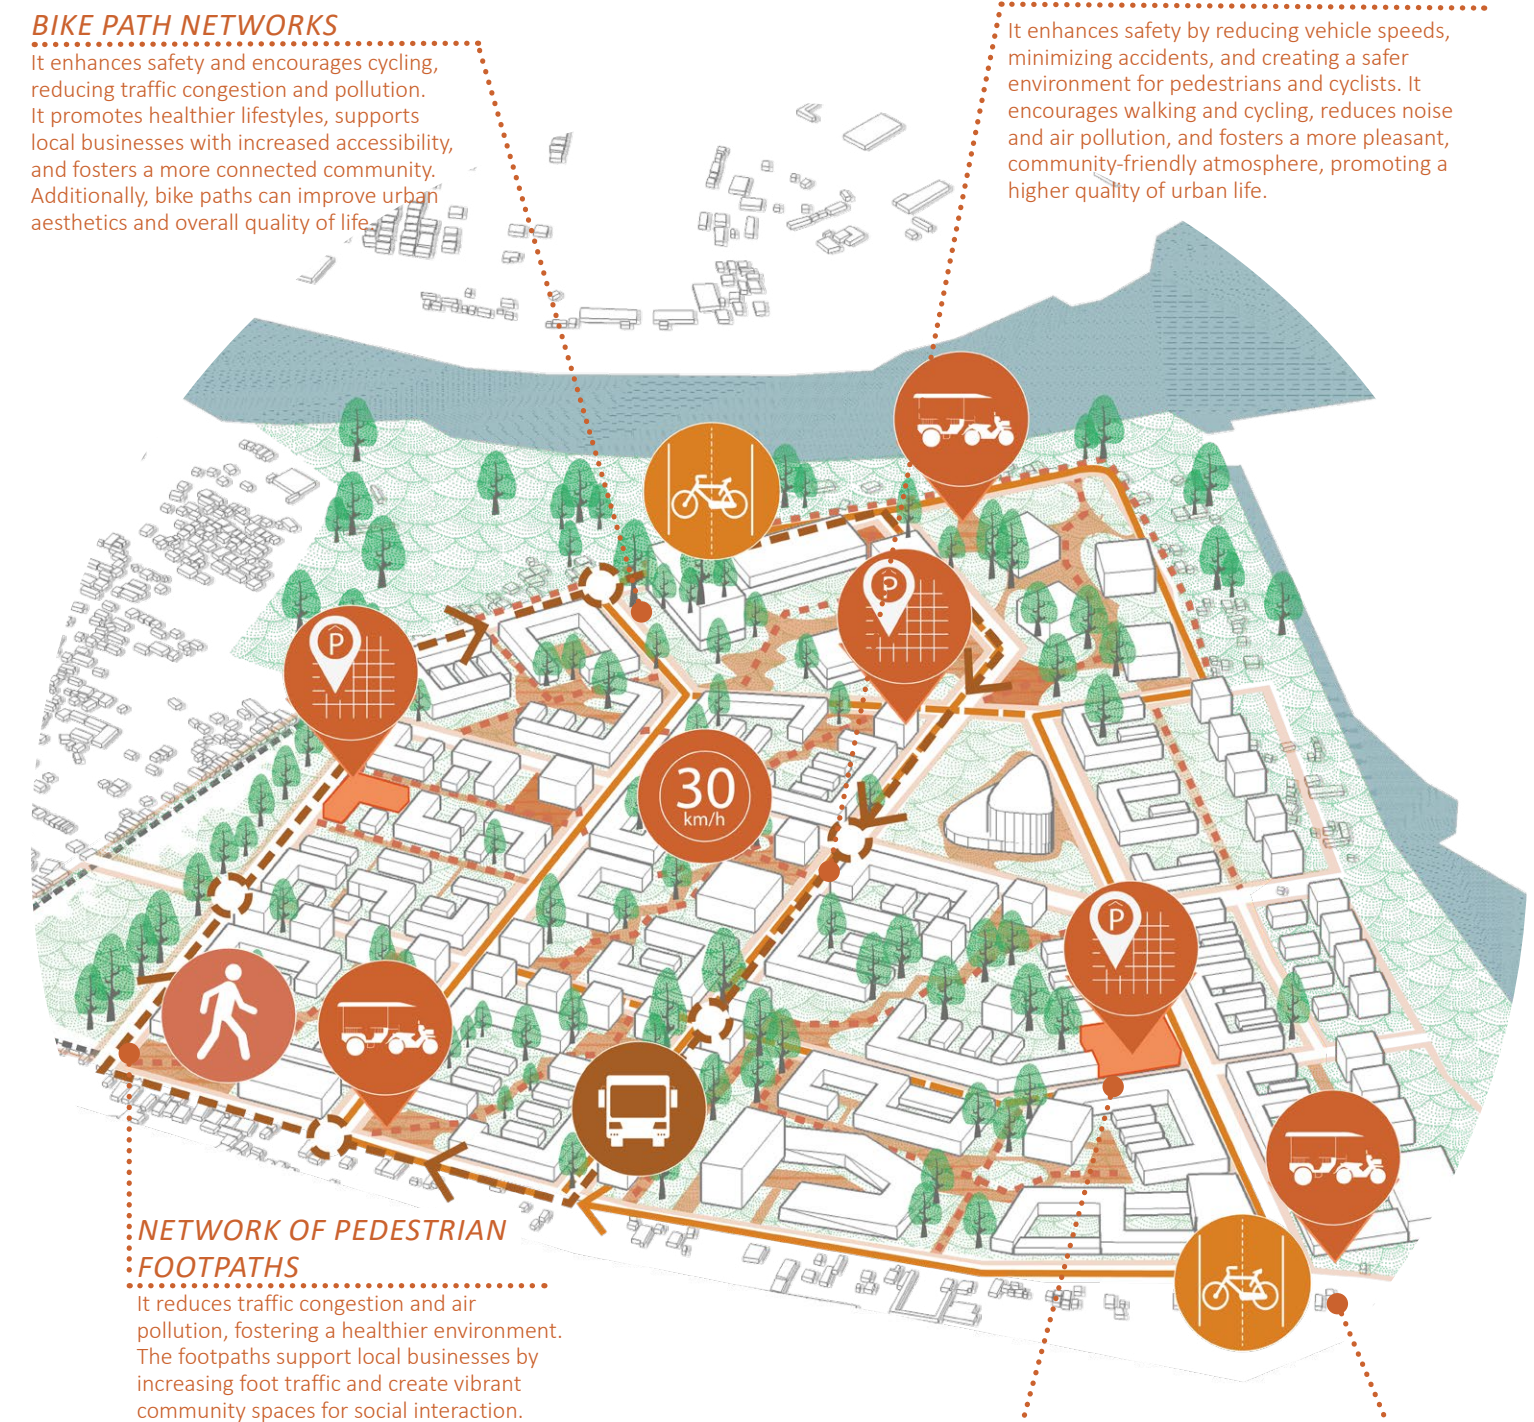 BIKE PATH NETWORKS
It enhances safety and encourages cycling,
reducing traffic congestion and pollution.
It promotes healthier lifestyles, supports
local businesses with increased accessibility,
and fosters a more connected community.
Additionally, bike paths can improve urban
aesthetics and overall quality of life.
It enhances safety by reducing vehicle speeds,
minimizing accidents, and creating a safer
environment for pedestrians and cyclists. It
encourages walking and cycling, reduces noise
and air pollution, and fosters a more pleasant,
community-friendly atmosphere, promoting a
higher quality of urban life.
P
P
30
km/h
P
NETWORK OF PEDESTRIAN
FOOTPATHS
It reduces traffic congestion and air
pollution, fostering a healthier environment.
The footpaths support local businesses by
increasing foot traffic and create vibrant
community spaces for social interaction.